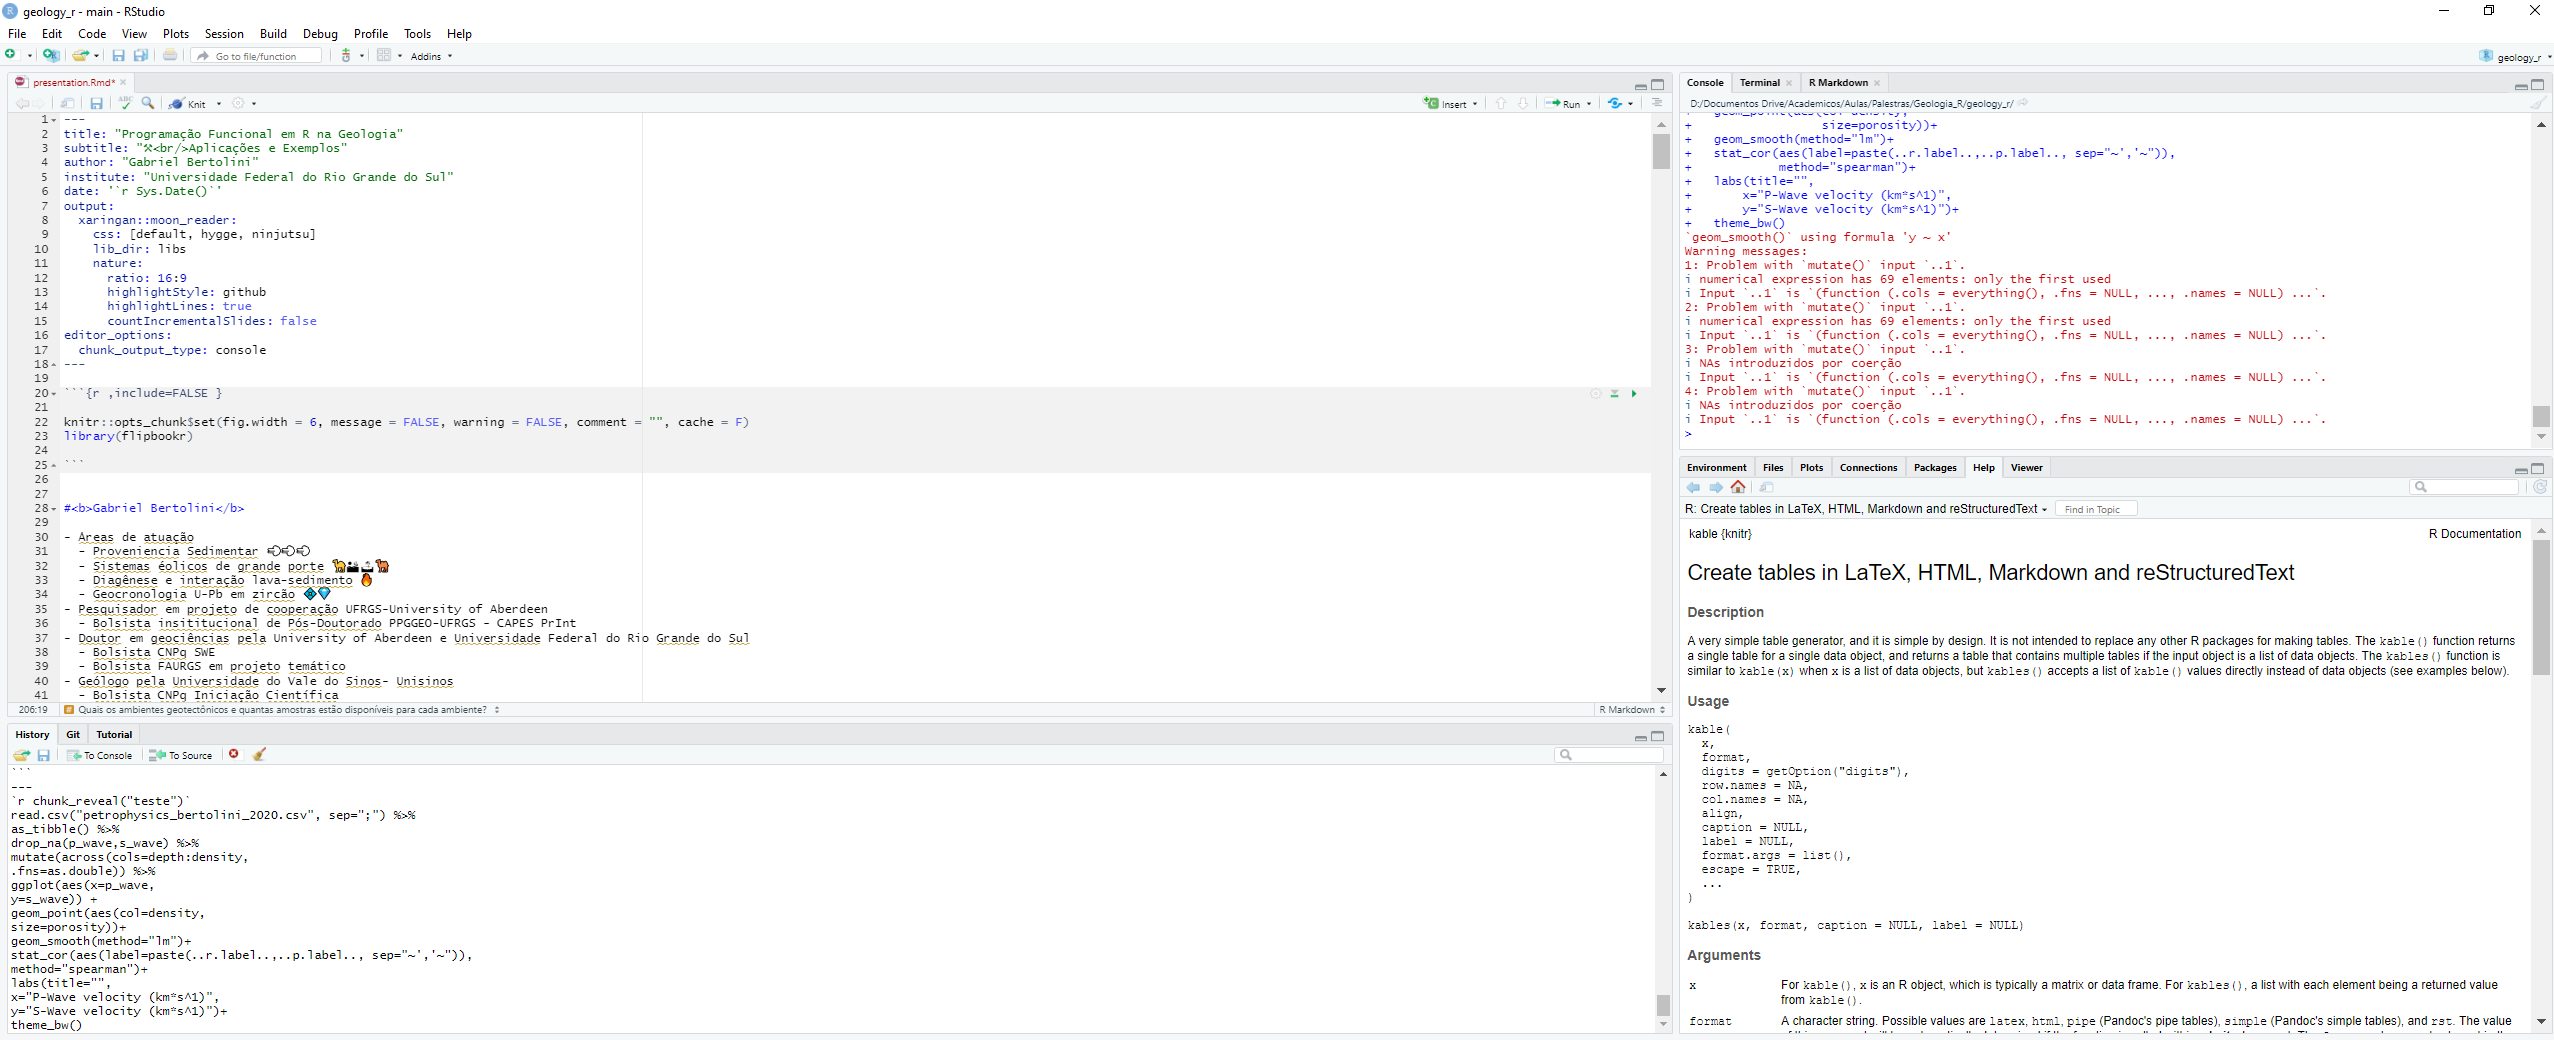 geology_r - main - RStudio
File Edit Code View Plots Session Build Debug Profile Tools Help
Go to file/function Addins geology_r
presentation.Rmd*
Knit Insert Run
1 ---
2 title: "Programação Funcional em R na Geologia"
3 subtitle: "⚒<br/>Aplicações e Exemplos"
4 author: "Gabriel Bertolini"
5 institute: "Universidade Federal do Rio Grande do Sul"
6 date: '`r Sys.Date()`'
7 output:
8 xaringan::moon_reader:
9 css: [default, hygge, ninjutsu]
10 lib_dir: libs
11 nature:
12 ratio: 16:9
13 highlightStyle: github
14 highlightLines: true
15 countIncrementalSlides: false
16 editor_options:
17 chunk_output_type: console
18 ---
19
20 ```{r ,include=FALSE }
21
22 knitr::opts_chunk$set(fig.width = 6, message = FALSE, warning = FALSE, comment = "", cache = F)
23 library(flipbookr)
24
25 ```
26
27
28 #<b>Gabriel Bertolini</b>
29
30 - Areas de atuação
31 - Proveniencia Sedimentar
32 - Sistemas éolicos de grande porte
33 - Diagênese e interação lava-sedimento 🔥
34 - Geocronologia U-Pb em zircão 💠💎
35 - Pesquisador em projeto de cooperação UFRGS-University of Aberdeen
36 - Bolsista insititucional de Pós-Doutorado PPGGEO-UFRGS - CAPES PrInt
37 - Doutor em geociências pela University of Aberdeen e Universidade Federal do Rio Grande do Sul
38 - Bolsista CNPq SWE
39 - Bolsista FAURGS em projeto temático
40 - Geólogo pela Universidade do Vale do Sinos- Unisinos
41 - Bolsista CNPq Iniciação Científica
206:19 # Quais os ambientes geotectônicos e quantas amostras estão disponíveis para cada ambiente? R Markdown
History Git Tutorial
To Console To Source
```
---
`r chunk_reveal("teste")`
read.csv("petrophysics_bertolini_2020.csv", sep=";") %>%
as_tibble() %>%
drop_na(p_wave,s_wave) %>%
mutate(across(cols=depth:density,
.fns=as.double)) %>%
ggplot(aes(x=p_wave,
y=s_wave)) +
geom_point(aes(col=density,
size=porosity))+
geom_smooth(method="lm")+
stat_cor(aes(label=paste(..r.label..,..p.label.., sep="~','~")),
method="spearman")+
labs(title="",
x="P-Wave velocity (km*s^1)",
y="S-Wave velocity (km*s^1)")+
theme_bw()
Console Terminal R Markdown
D:/Documentos Drive/Academicos/Aulas/Palestras/Geologia_R/geology_r/
+ geom_point(aes(col=density,
+ size=porosity))+
+ geom_smooth(method="lm")+
+ stat_cor(aes(label=paste(..r.label..,..p.label.., sep="~','~")),
+ method="spearman")+
+ labs(title="",
+ x="P-Wave velocity (km*s^1)",
+ y="S-Wave velocity (km*s^1)")+
+ theme_bw()
`geom_smooth()` using formula 'y ~ x'
Warning messages:
1: Problem with `mutate()` input `..1`.
i numerical expression has 69 elements: only the first used
i Input `..1` is `(function (.cols = everything(), .fns = NULL, ..., .names = NULL) ...`.
2: Problem with `mutate()` input `..1`.
i numerical expression has 69 elements: only the first used
i Input `..1` is `(function (.cols = everything(), .fns = NULL, ..., .names = NULL) ...`.
3: Problem with `mutate()` input `..1`.
i NAs introduzidos por coerção
i Input `..1` is `(function (.cols = everything(), .fns = NULL, ..., .names = NULL) ...`.
4: Problem with `mutate()` input `..1`.
i NAs introduzidos por coerção
i Input `..1` is `(function (.cols = everything(), .fns = NULL, ..., .names = NULL) ...`.
>
Environment Files Plots Connections Packages Help Viewer
R: Create tables in LaTeX, HTML, Markdown and reStructuredText Find in Topic
kable {knitr} R Documentation
Create tables in LaTeX, HTML, Markdown and reStructuredText
Description
A very simple table generator, and it is simple by design. It is not intended to replace any other R packages for making tables. The kable() function returns
a single table for a single data object, and returns a table that contains multiple tables if the input object is a list of data objects. The kables() function is
similar to kable(x) when x is a list of data objects, but kables() accepts a list of kable() values directly instead of data objects (see examples below).
Usage
kable(
x,
format,
digits = getOption("digits"),
row.names = NA,
col.names = NA,
align,
caption = NULL,
label = NULL,
format.args = list(),
escape = TRUE,
...
)
kables(x, format, caption = NULL, label = NULL)
Arguments
x For kable(), x is an R object, which is typically a matrix or data frame. For kables(), a list with each element being a returned value
from kable().
format A character string. Possible values are latex, html, pipe (Pandoc's pipe tables), simple (Pandoc's simple tables), and rst. The value